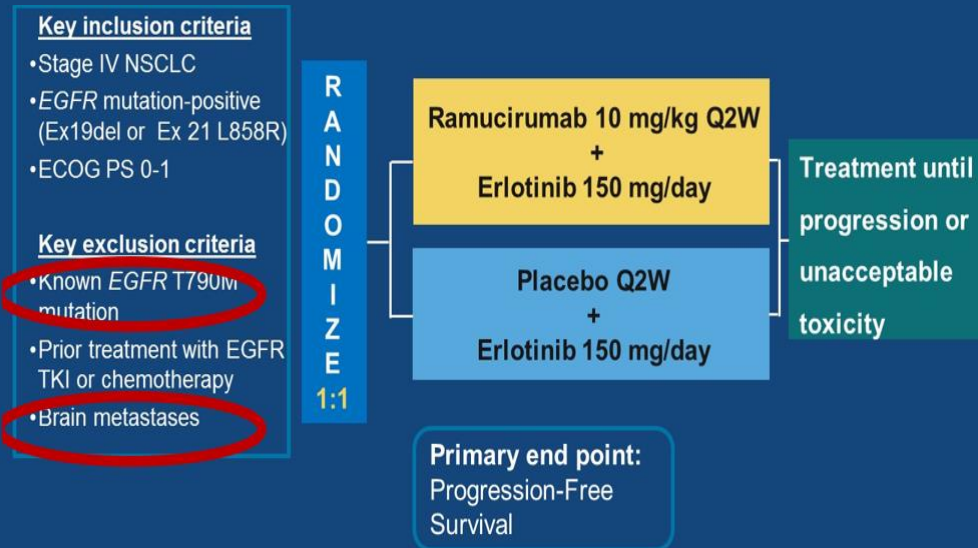 Key inclusion criteria
•Stage IV NSCLC
•EGFR mutation-positive
(Ex19del or Ex 21 L858R)
•ECOG PS 0-1
Key exclusion criteria
•Known EGFR T790M
mutation
•Prior treatment with EGFR
TKI or chemotherapy
•Brain metastases
R
A
N
D
O
M
I
Z
E
1:1
Ramucirumab 10 mg/kg Q2W
+
Erlotinib 150 mg/day
Placebo Q2W
+
Erlotinib 150 mg/day
Treatment until
progression or
unacceptable
toxicity
Primary end point:
Progression-Free
Survival